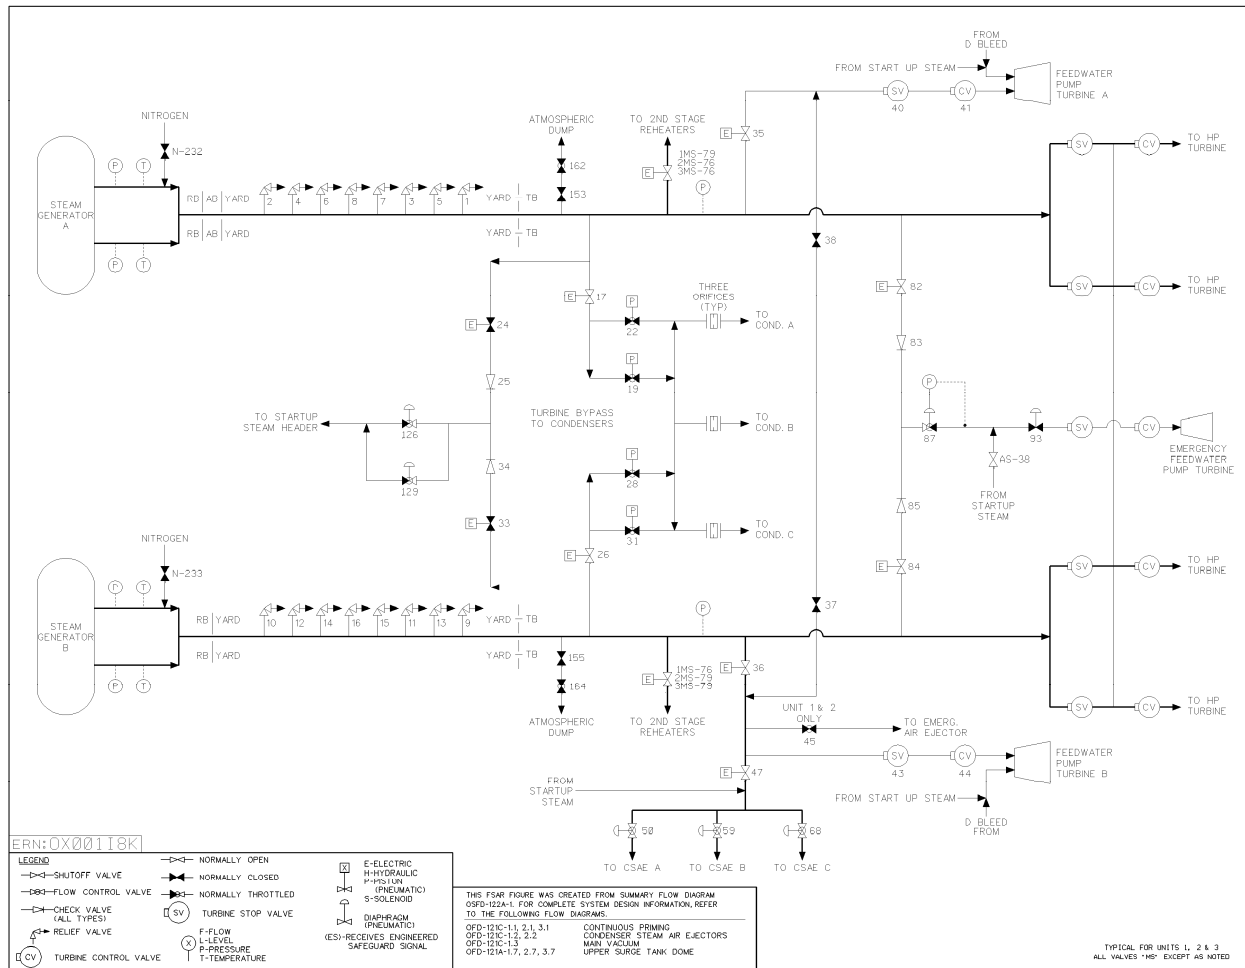 FROM
D BLEED
FROM START UP STEAM
FEEDWATER
PUMP
TURBINE A
SV
CV
40
41
NITROGEN
N-232
ATMOSPHERIC
DUMP
TO 2ND STAGE
REHEATERS
E
35
162
153
1MS-79
2MS-76
3MS-76
E
P
SV
CV
TO HP
TURBINE
P
T
STEAM
GENERATOR
A
RB AD YARD
2
4
6
8
7
3
5
1
YARD TB
RB AB YARD
YARD TB
P
T
38
SV
CV
TO HP
TURBINE
E
17
THREE
ORIFICES
(TYP)
E
82
E
24
P
22
TO
COND. A
83
25
P
19
P
TO STARTUP
STEAM HEADER
126
TURBINE BYPASS
TO CONDENSERS
TO
COND. B
87
93
SV
CV
EMERGENCY
FEEDWATER
PUMP TURBINE
34
P
28
AS-38
129
FROM
STARTUP
STEAM
85
E
33
P
31
TO
COND. C
NITROGEN
N-233
E
26
E
84
SV
CV
TO HP
TURBINE
P
T
37
STEAM
GENERATOR
B
RB YARD
10
12
14
16
15
11
13
9
YARD TB
P
RB YARD
YARD TB
P
T
155
164
E
1MS-76
2MS-79
3MS-79
E
36
ATMOSPHERIC
DUMP
TO 2ND STAGE
REHEATERS
UNIT 1 & 2
ONLY
45
TO EMERG.
AIR EJECTOR
SV
CV
TO HP
TURBINE
SV
CV
43
44
FEEDWATER
PUMP
TURBINE B
E
47
FROM
STARTUP
STEAM
FROM START UP STEAM
D BLEED
FROM
50
59
68
TO CSAE A
TO CSAE B
TO CSAE C
ERN:OX001I8K
LEGEND
SHUTOFF VALVE
FLOW CONTROL VALVE
CHECK VALVE
(ALL TYPES)
RELIEF VALVE
CV
TURBINE CONTROL VALVE
NORMALLY OPEN
NORMALLY CLOSED
NORMALLY THROTTLED
SV
TURBINE STOP VALVE
X
F-FLOW
L-LEVEL
P-PRESSURE
T-TEMPERATURE
X
E-ELECTRIC
H-HYDRAULIC
P-PISTON
(PNEUMATIC)
S-SOLENOID
DIAPHRAGM
(PNEUMATIC)
(ES)-RECEIVES ENGINEERED
SAFEGUARD SIGNAL
THIS FSAR FIGURE WAS CREATED FROM SUMMARY FLOW DIAGRAM
OSFD-122A-1. FOR COMPLETE SYSTEM DESIGN INFORMATION, REFER
TO THE FOLLOWING FLOW DIAGRAMS.
OFD-121C-1.1, 2.1, 3.1 CONTINUOUS PRIMING
OFD-121C-1.2, 2.2 CONDENSER STEAM AIR EJECTORS
OFD-121C-1.3 MAIN VACUUM
OFD-121A-1.7, 2.7, 3.7 UPPER SURGE TANK DOME
TYPICAL FOR UNITS 1, 2 & 3
ALL VALVES "MS" EXCEPT AS NOTED